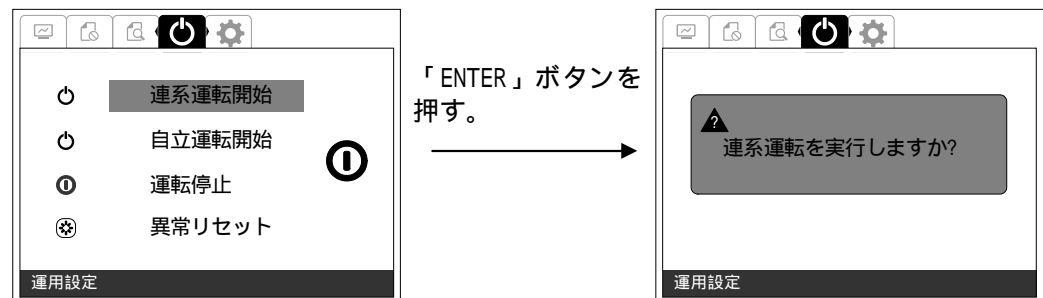 連系運転開始
自立運転開始
運転停止
異常リセット
運用設定
「ENTER」ボタンを
押す。
?
連系運転を実行しますか?
運用設定